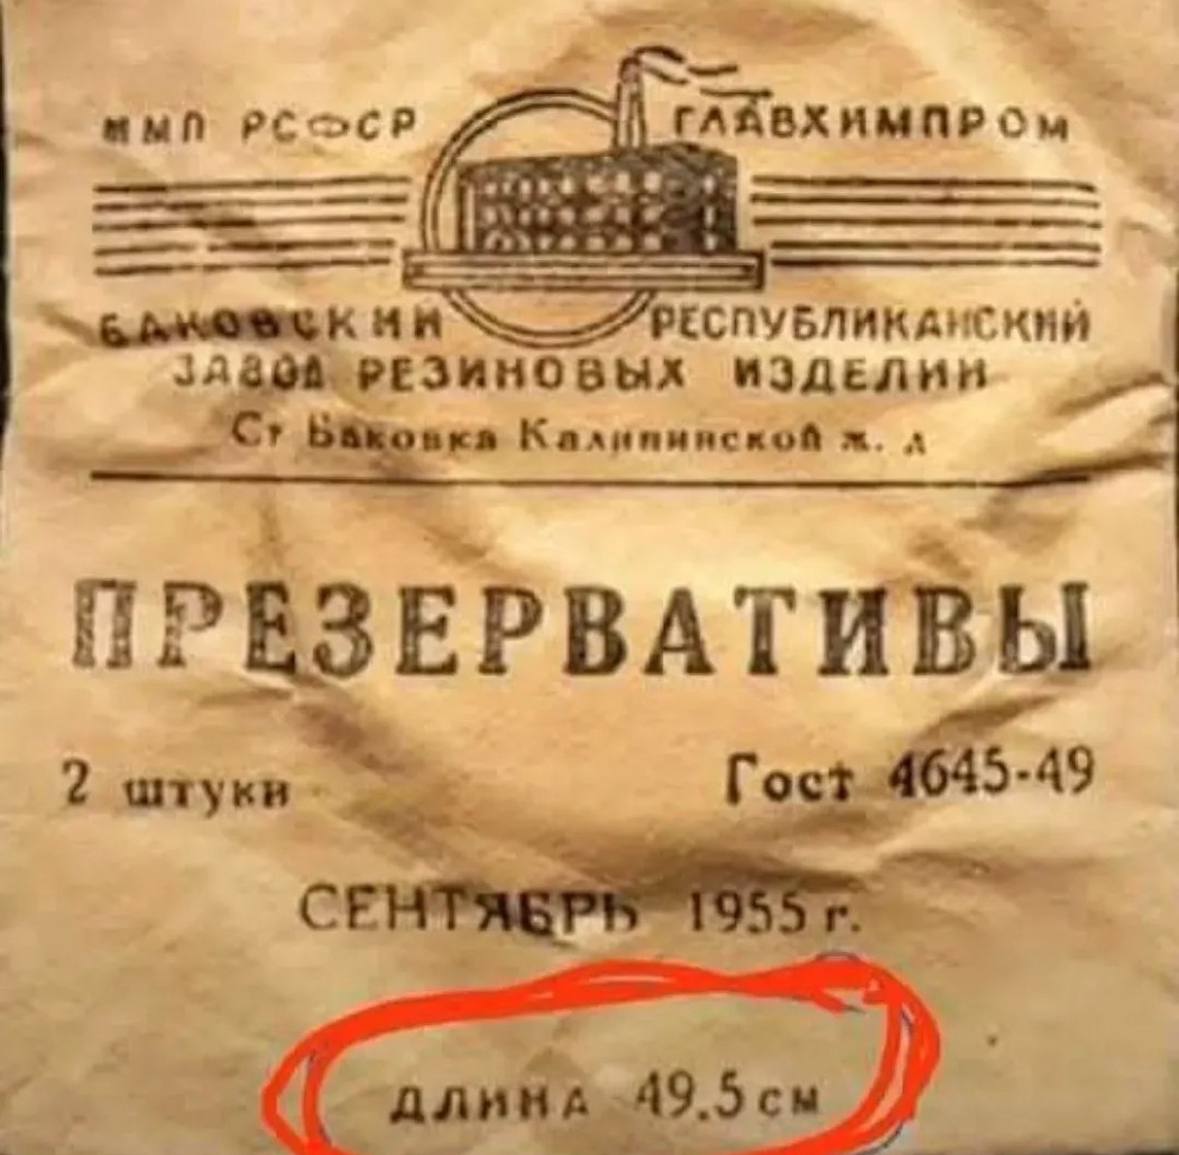 ММП РСФСР ГЛАВХИМПРОМ
БАКОВСКИЙ РЕСПУБЛИКАНСКИЙ
ЗАВОД РЕЗИНОВЫХ ИЗДЕЛИЙ
Ст Баковка Калининской ж. д
ПРЕЗЕРВАТИВЫ
2 штуки Гост 4645-49
СЕНТЯБРЬ 1955 г.
ДЛИНА 49.5 см